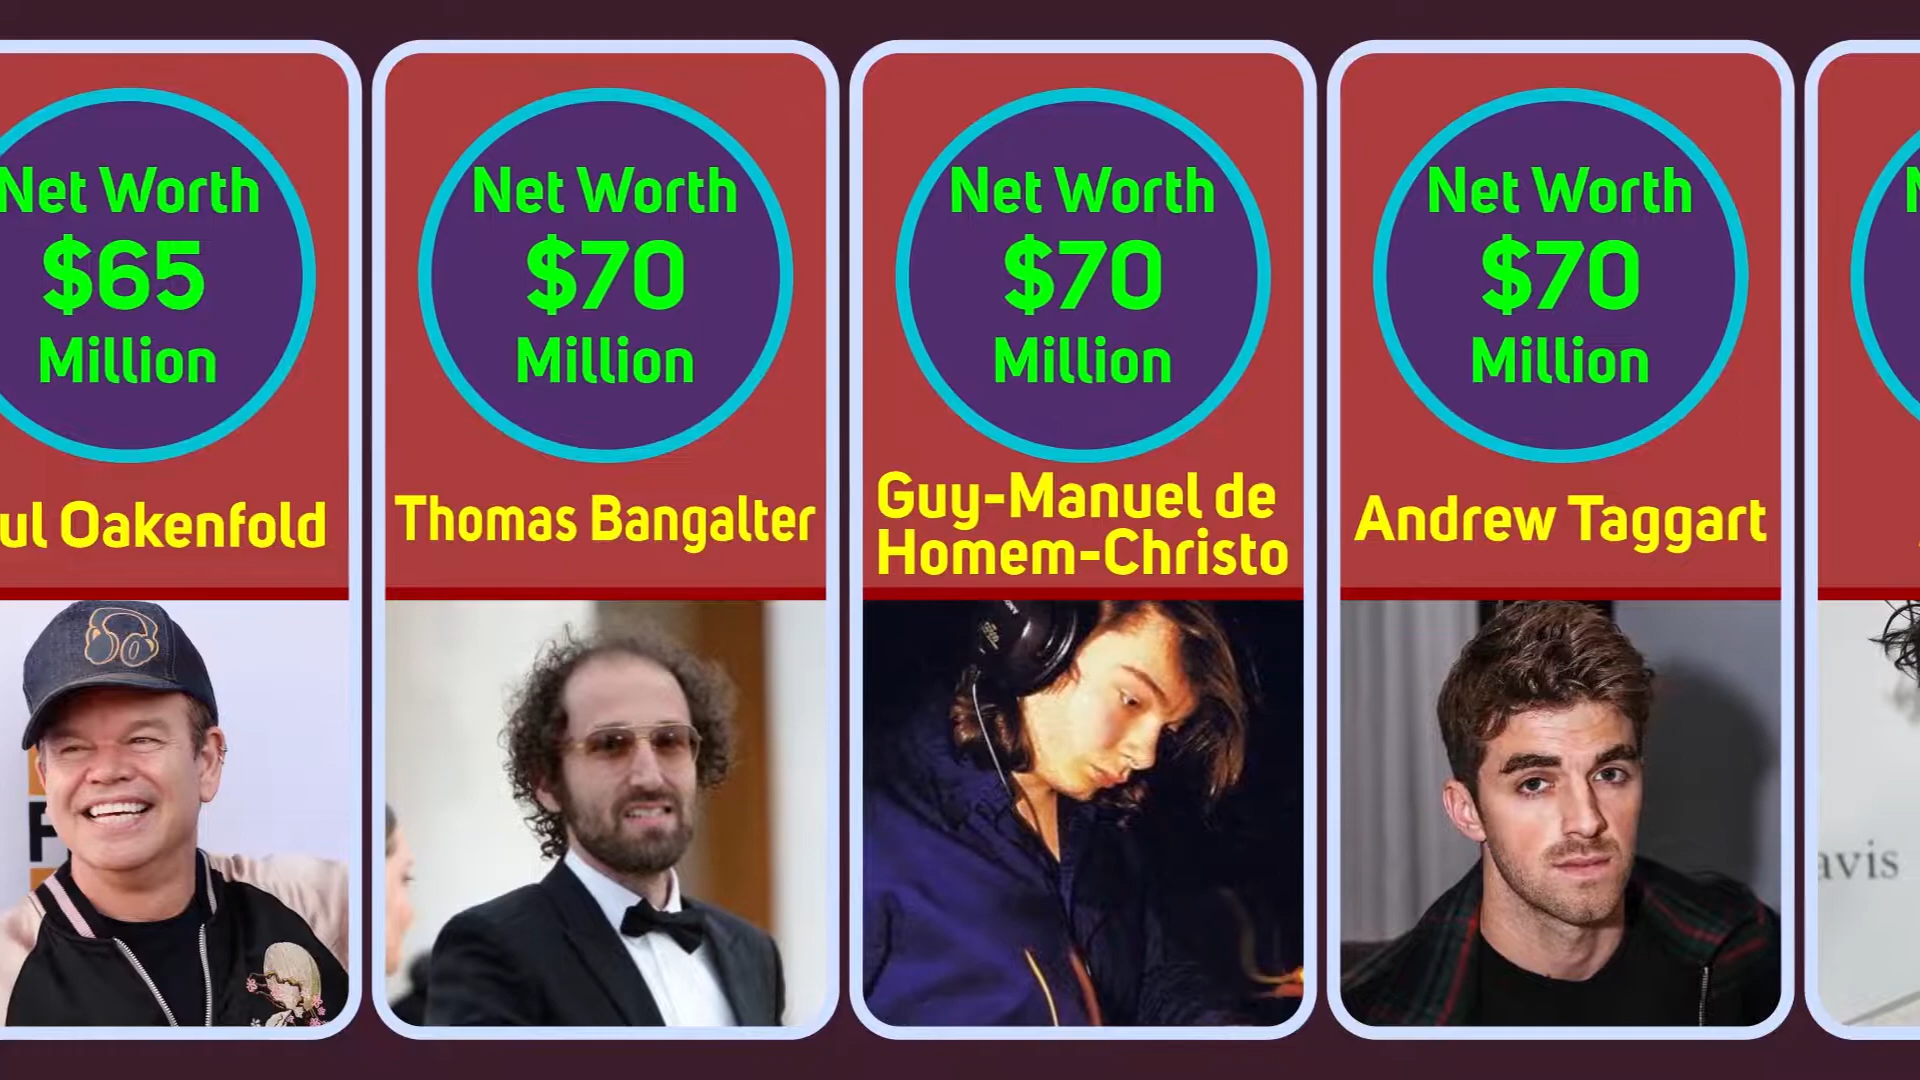 Net Worth
$65
Million
ul Oakenfold
Net Worth
$70
Million
Thomas Bangalter
Net Worth
$70
Million
Guy-Manuel de
Homem-Christo
Net Worth
$70
Million
Andrew Taggart
avis